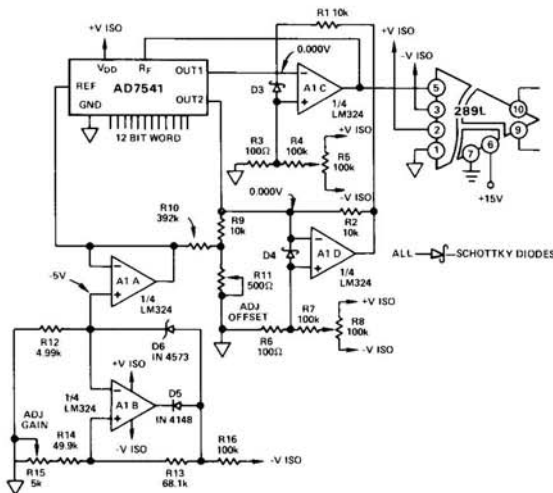 R1 10k
+V ISO
0.000V
+V ISO
-V ISO
VDD RF OUT1
REF
AD7541
OUT2
GND
12 BIT WORD
D3
A1 C
1/4
LM324
5
3
2
1
289L
7
6
10
9
+15V
R3
100Ω
R4
100k
+V ISO
R5
100k
-V ISO
0.000V
R10
392k
R9
10k
R2
10k
D4
A1 D
1/4
LM324
ALL SCHOTTKY DIODES
-5V
A1 A
1/4
LM324
R11
500Ω
ADJ
OFFSET
R6
100Ω
R7
100k
+V ISO
R8
100k
-V ISO
R12
4.99k
D6
IN 4573
+V ISO
1/4
LM324
A1 B
D5
IN 4148
-V ISO
ADJ
GAIN
R14
49.9k
R15
5k
R13
68.1k
R16
100k
-V ISO